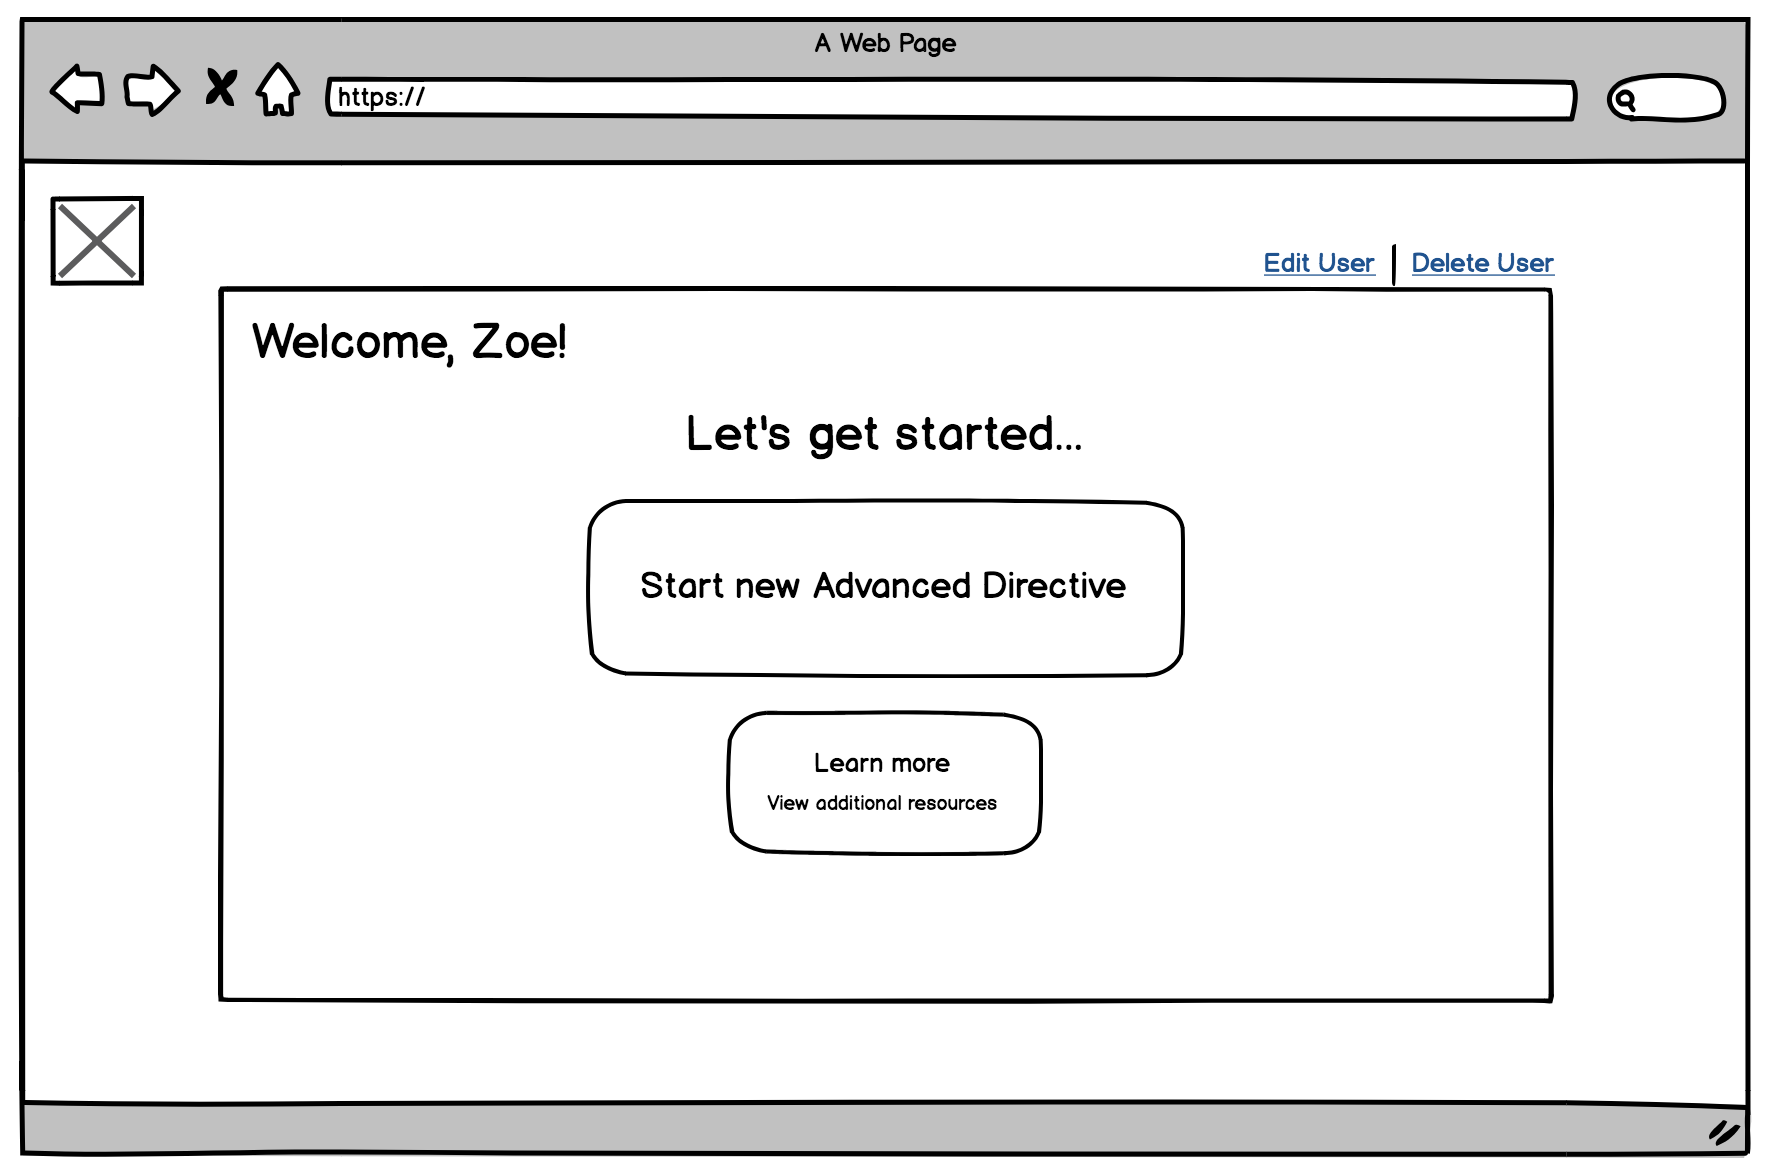 A Web Page
https://
Edit User
Delete User
Welcome, Zoe!
Let's get started...
Start new Advanced Directive
Learn more
View additional resources